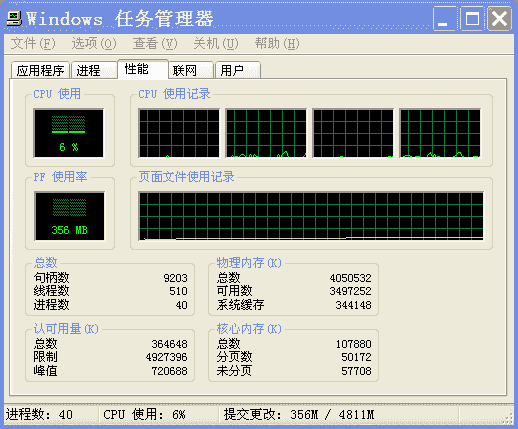 Windows 任务管理器
文件(F) 选项(O) 查看(V) 关机(U) 帮助(H)
应用程序 进程 性能 联网 用户
CPU 使用 CPU 使用记录
6 %
PF 使用率 页面文件使用记录
356 MB
总数 物理内存(K)
句柄数 9203 总数 4050532
线程数 510 可用数 3497252
进程数 40 系统缓存 344148
认可用量(K) 核心内存(K)
总数 364648 总数 107880
限制 4927396 分页数 50172
峰值 720688 未分页 57708
进程数: 40 CPU 使用: 6% 提交更改: 356M / 4811M